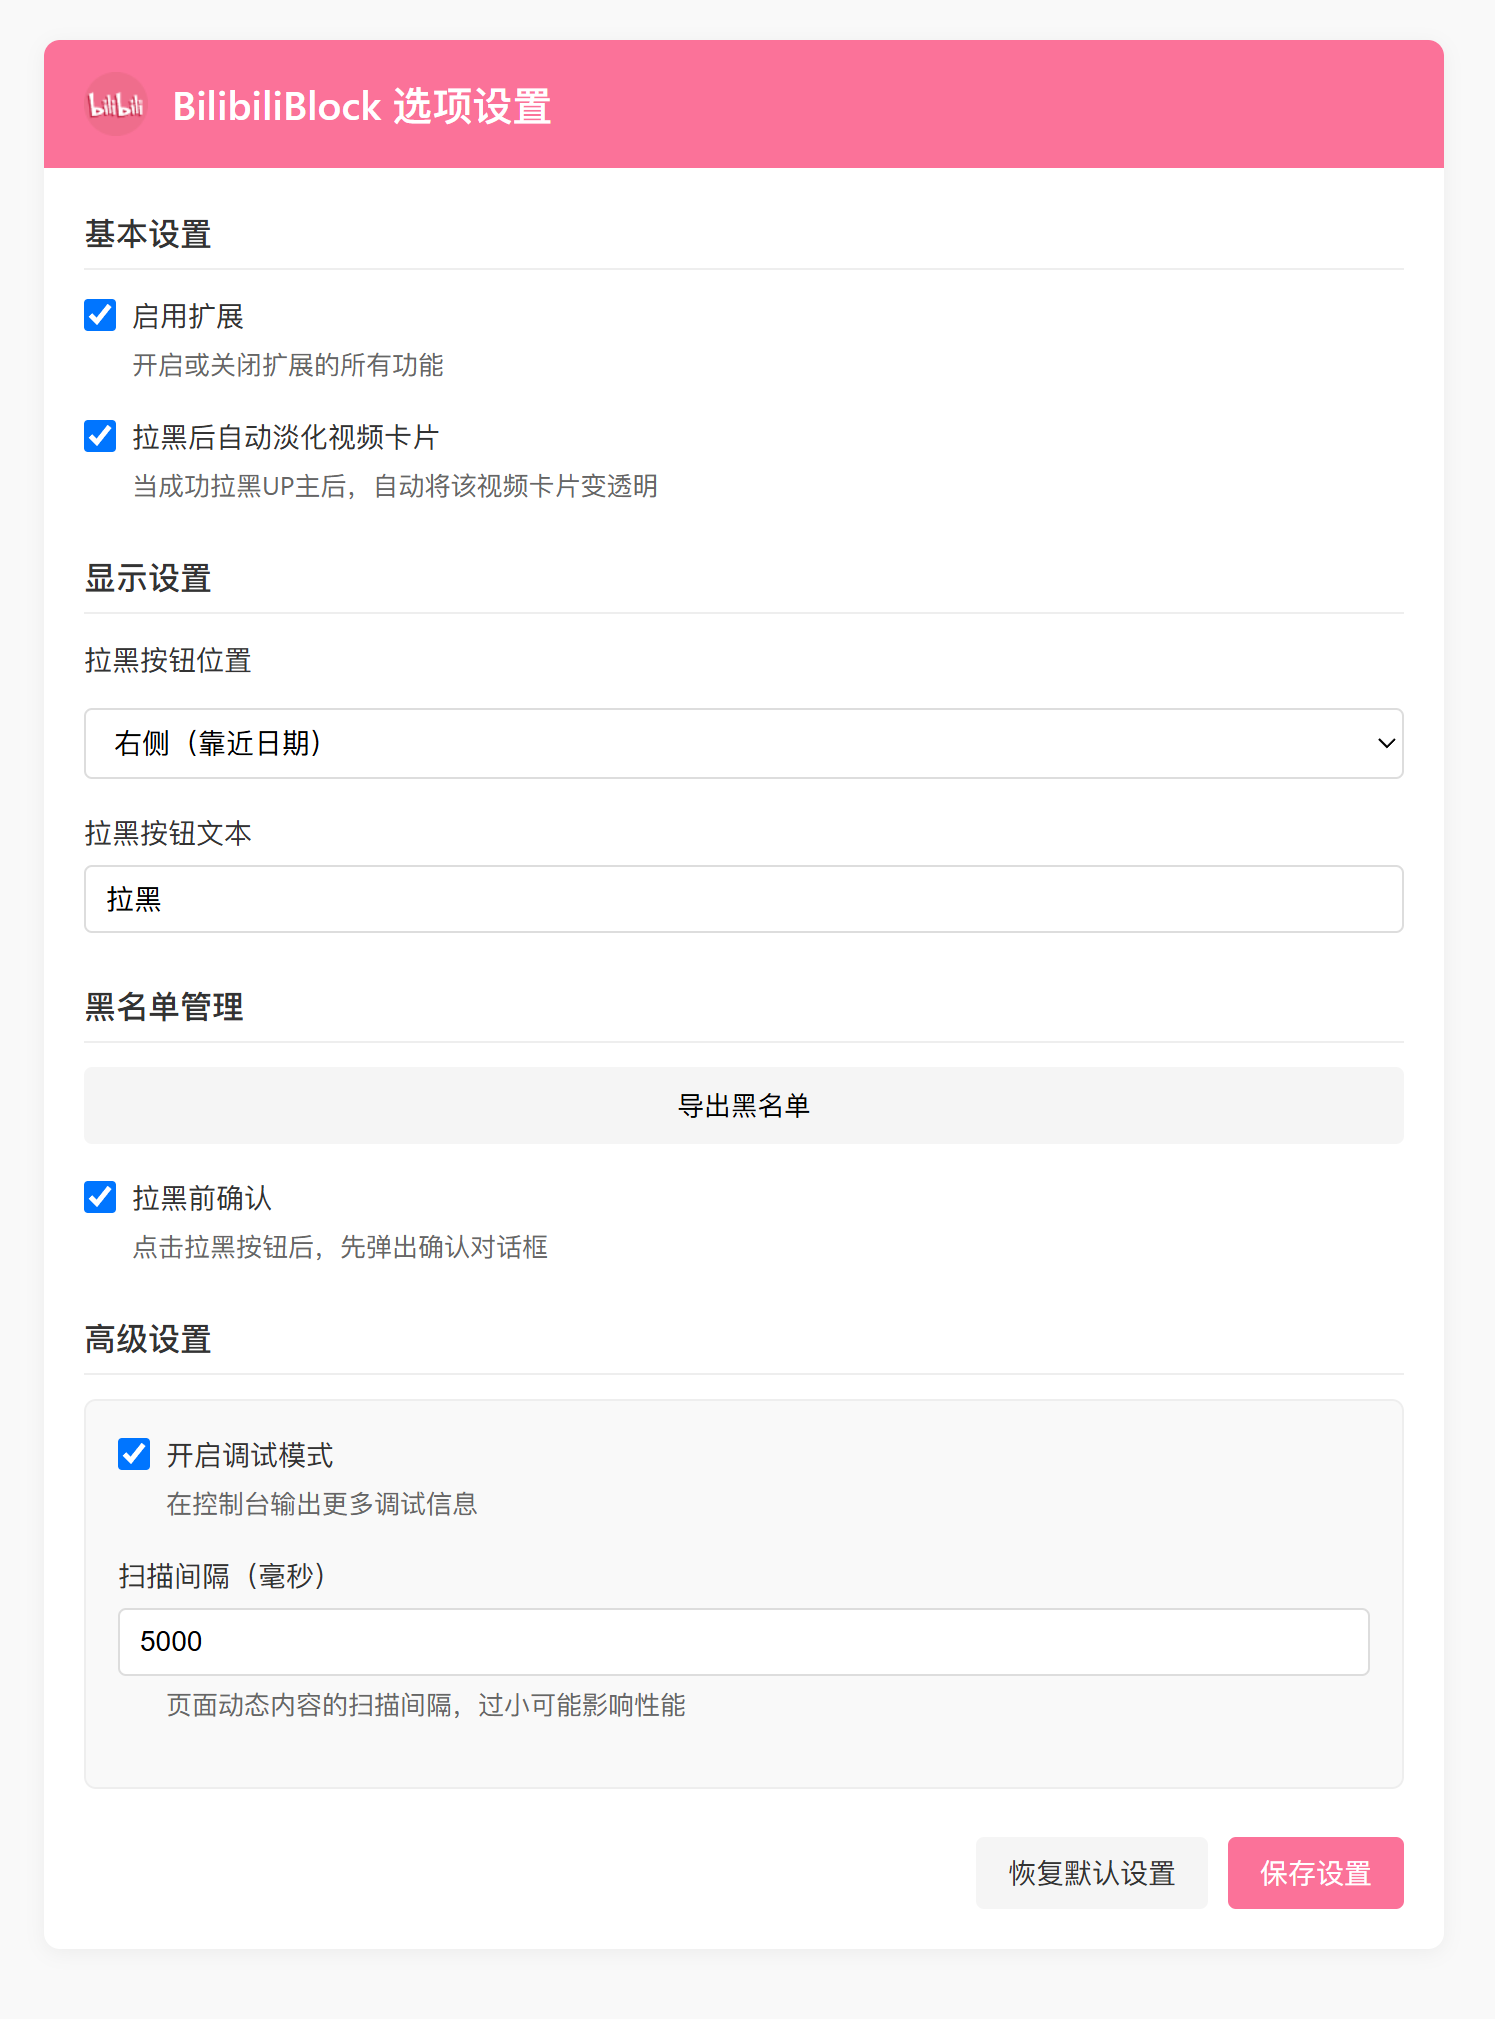 bilibili
BilibiliBlock 选项设置
基本设置
启用扩展
开启或关闭扩展的所有功能
拉黑后自动淡化视频卡片
当成功拉黑UP主后，自动将该视频卡片变透明
显示设置
拉黑按钮位置
右侧（靠近日期）
拉黑按钮文本
拉黑
黑名单管理
导出黑名单
拉黑前确认
点击拉黑按钮后，先弹出确认对话框
高级设置
开启调试模式
在控制台输出更多调试信息
扫描间隔（毫秒）
5000
页面动态内容的扫描间隔，过小可能影响性能
恢复默认设置
保存设置